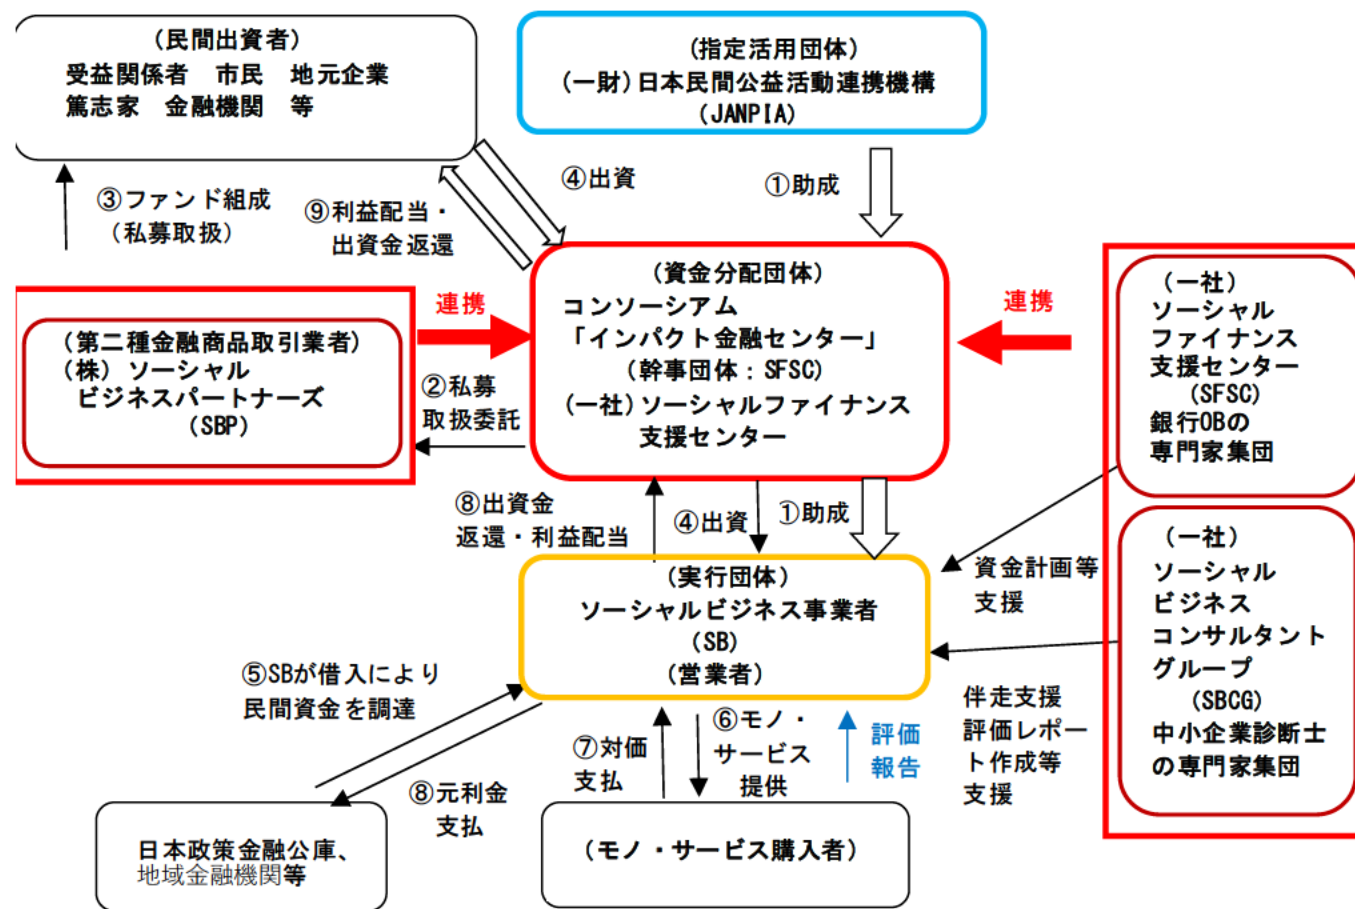 (民間出資者)
受益関係者　市民　地元企業
篤志家　金融機関　等
(指定活用団体)
(一財)日本民間公益活動連携機構
(JANPIA)
③ファンド組成
(私募取扱)
⑨利益配当・
出資金返還
④出資
①助成
連携
(第二種金融商品取引業者)
(株)ソーシャル
ビジネスパートナーズ
(SBP)
②私募
取扱委託
(資金分配団体)
コンソーシアム
「インパクト金融センター」
(幹事団体：SFSC)
(一社)ソーシャルファイナンス
支援センター
連携
(一社)
ソーシャル
ファイナンス
支援センター
(SFSC)
銀行OBの
専門家集団
⑧出資金
返還・利益配当
④出資
①助成
資金計画等
支援
(一社)
ソーシャル
ビジネス
コンサルタント
グループ
(SBCG)
中小企業診断士
の専門家集団
(実行団体)
ソーシャルビジネス事業者
(SB)
(営業者)
⑤SBが借入により
民間資金を調達
⑧元利金
支払
⑦対価
支払
⑥モノ・
サービス
提供
評価
報告
伴走支援
評価レポー
ト作成等
支援
日本政策金融公庫、
地域金融機関等
(モノ・サービス購入者)